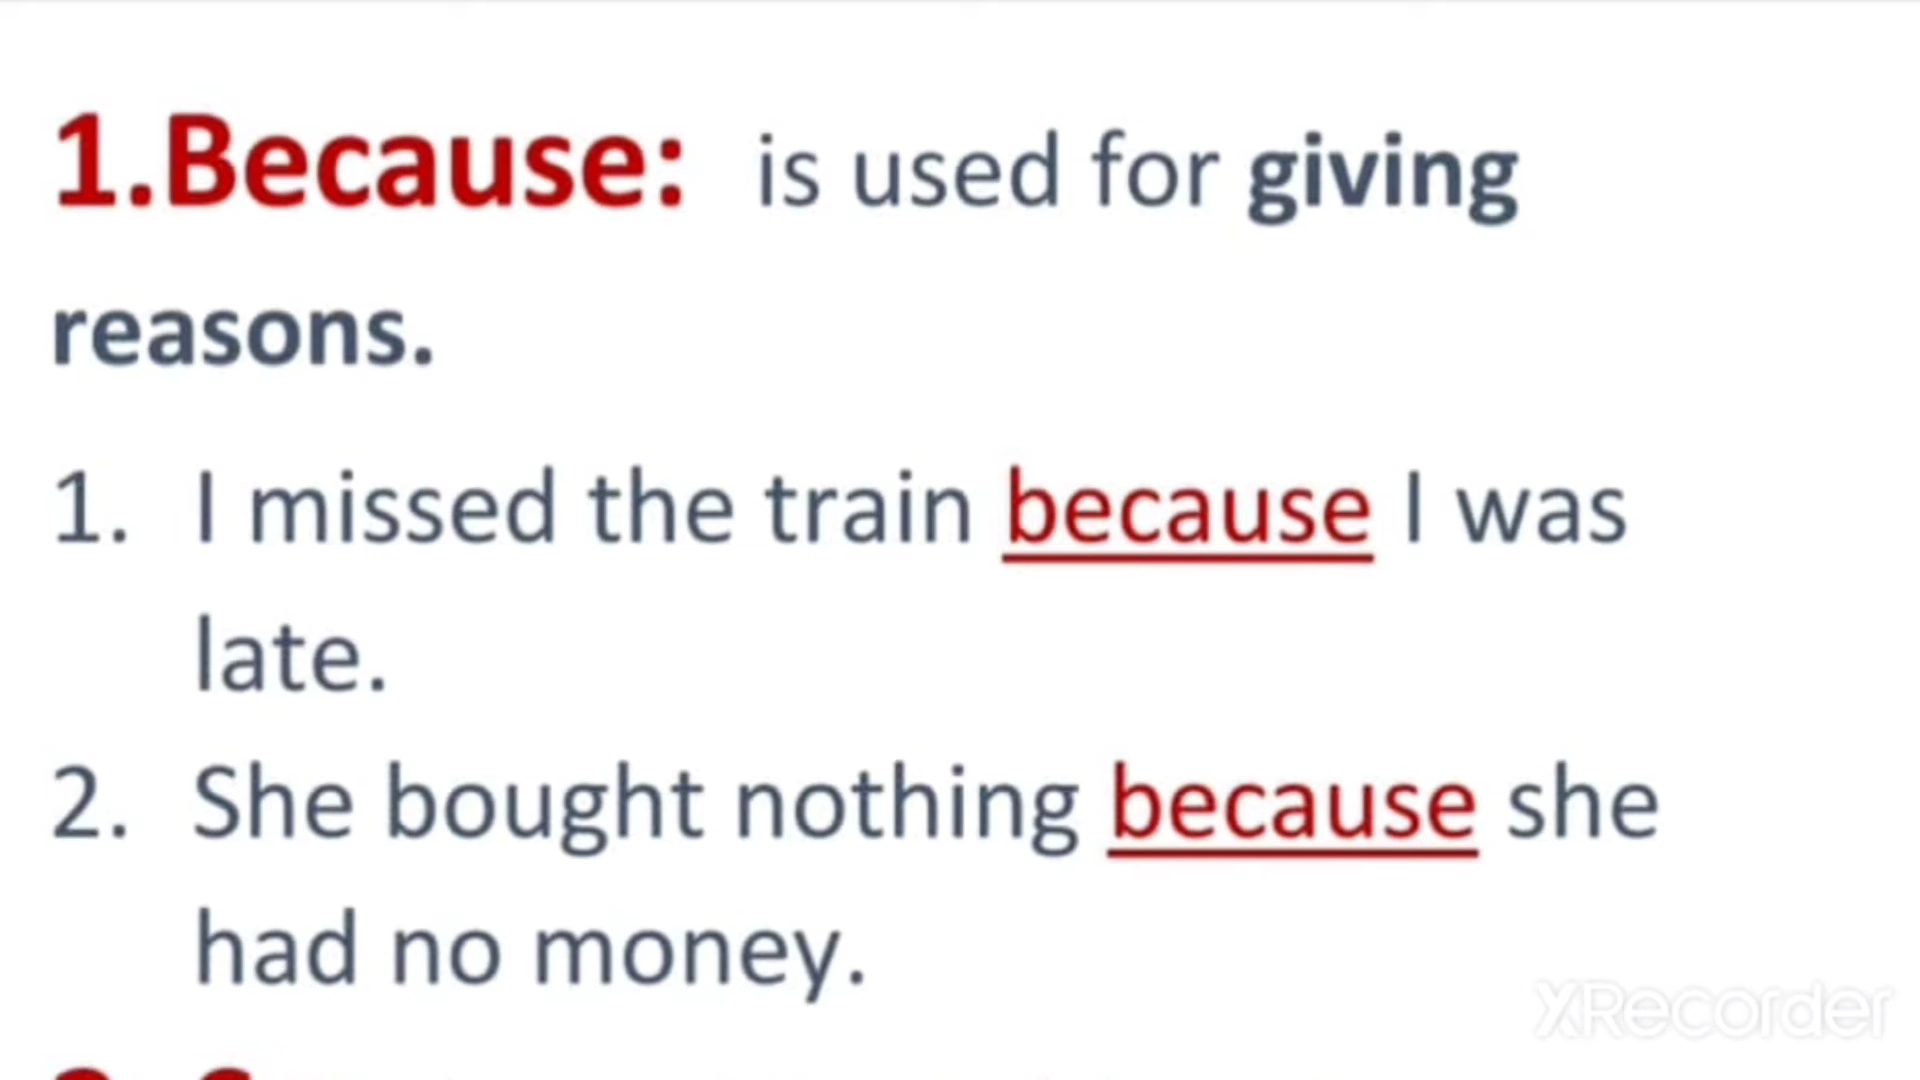 1.Because: is used for giving
reasons.
1. I missed the train because I was
late.
2. She bought nothing because she
had no money.
XRecorder